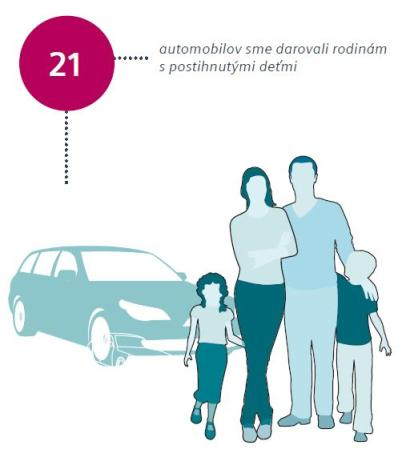 21
automobilov sme darovali rodinám
s postihnutými deťmi